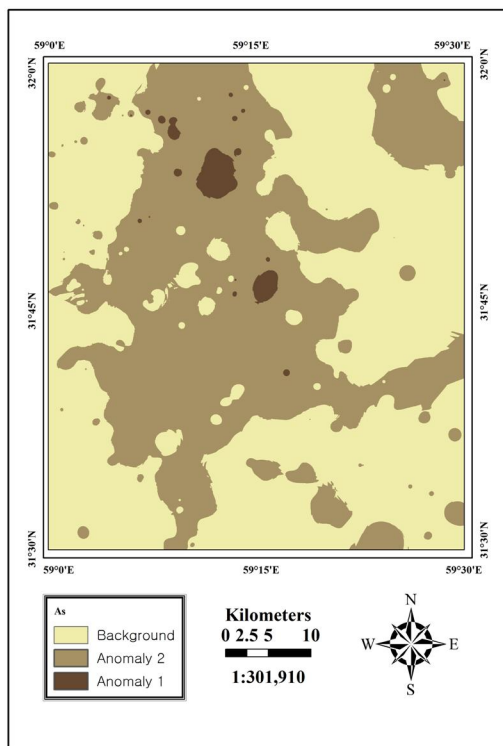 59°0'E 59°15'E 59°30'E
32°0'N 32°0'N
31°45'N 31°45'N
31°30'N 31°30'N
59°0'E 59°15'E 59°30'E
As
Background
Anomaly 2
Anomaly 1
Kilometers
0 2.5 5 10
1:301,910
N
W E
S